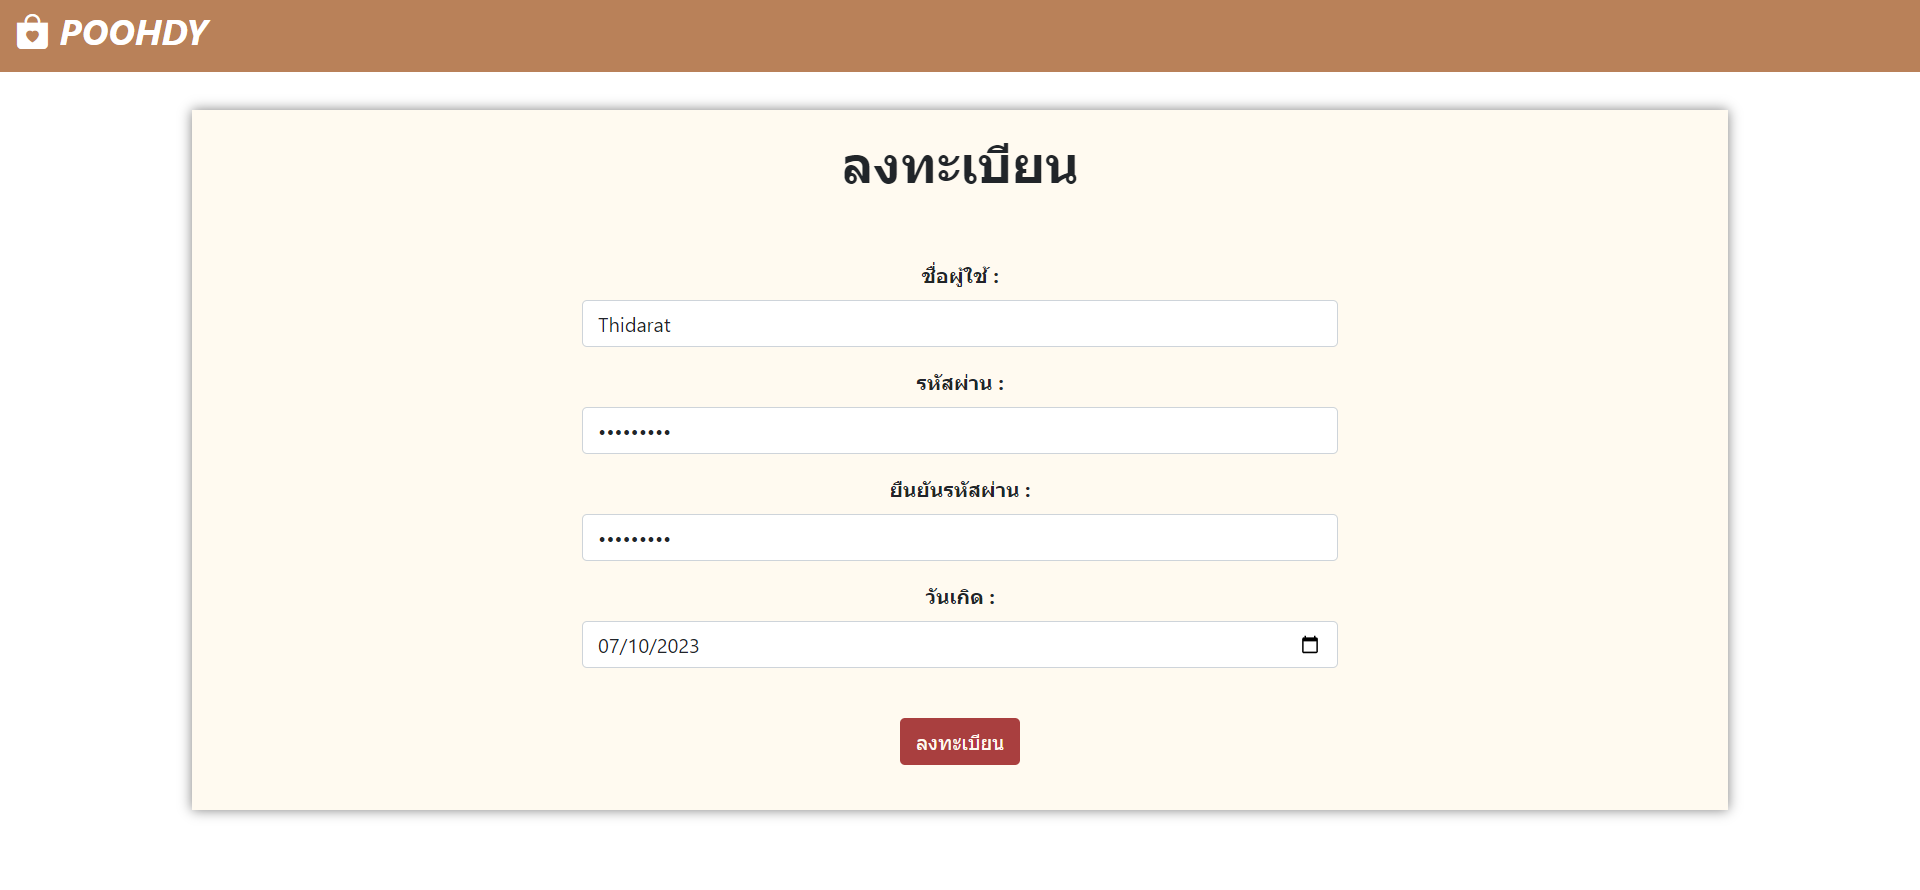 POOHDY
ลงทะเบียน
ชื่อผู้ใช้ :
Thidarat
รหัสผ่าน :
•••••••••
ยืนยันรหัสผ่าน :
•••••••••
วันเกิด :
07/10/2023
ลงทะเบียน